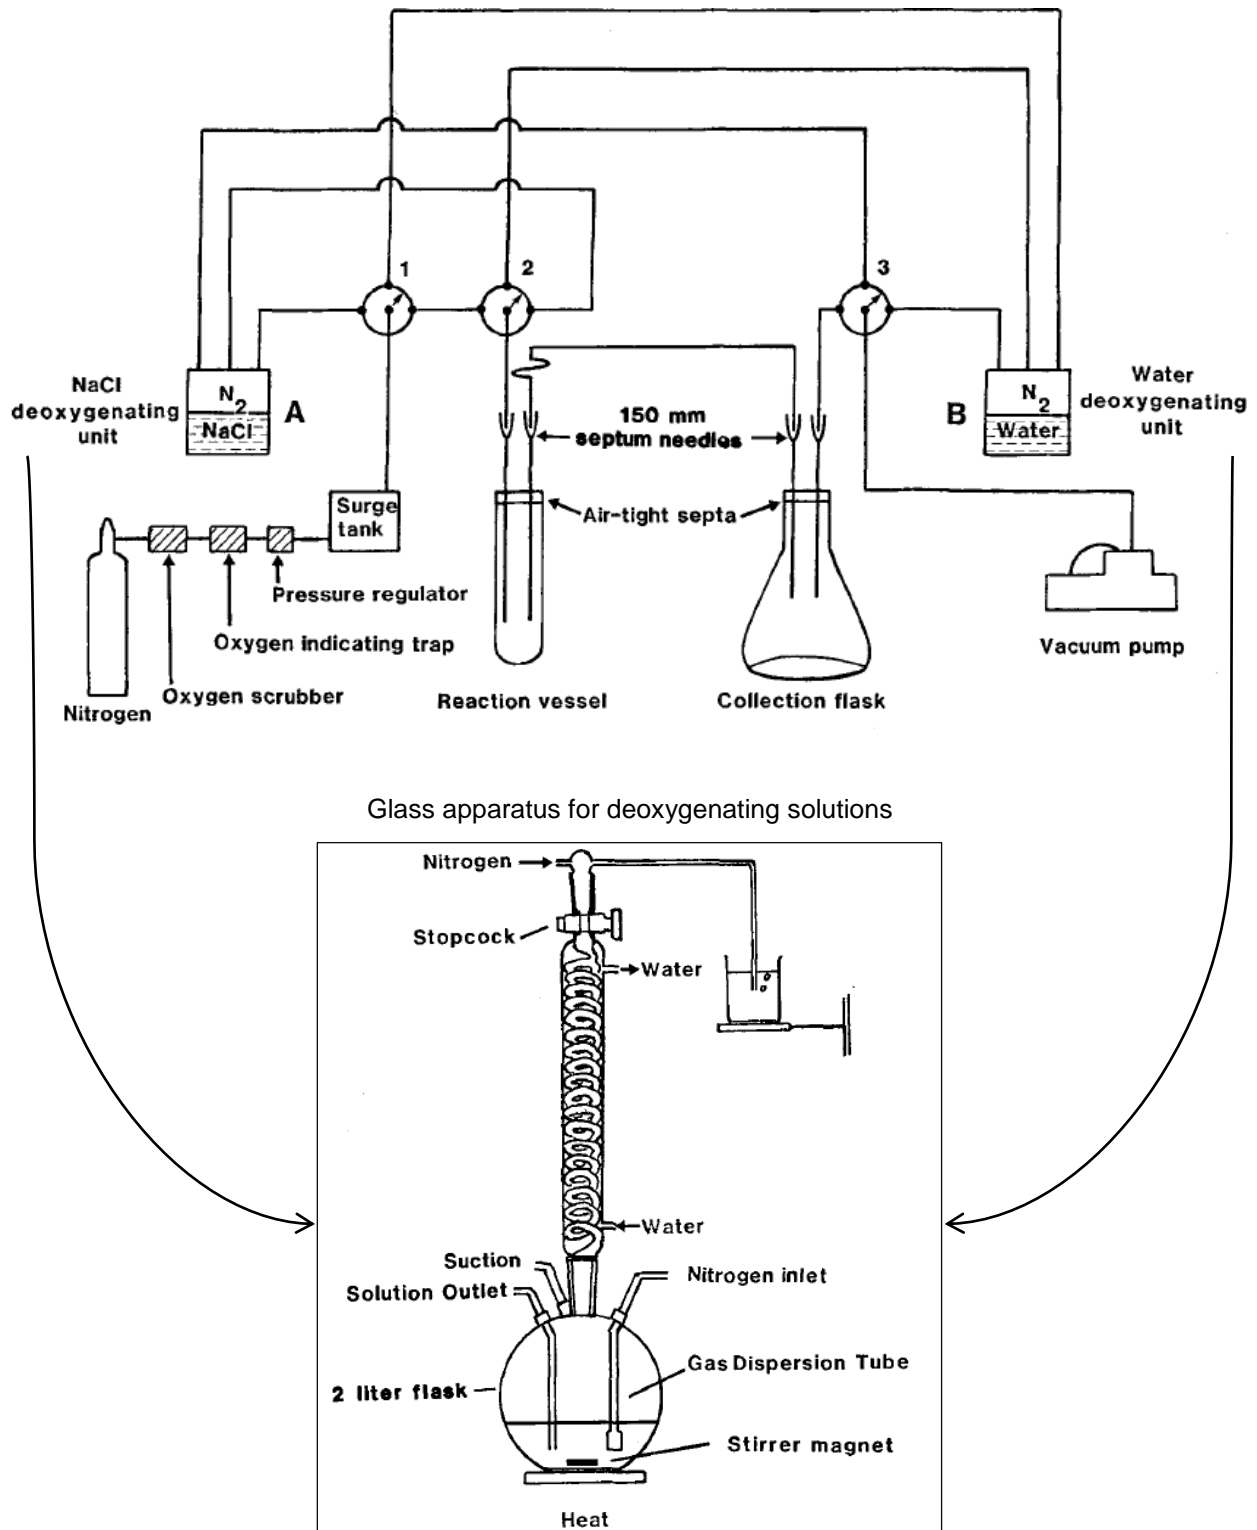 1
2
3
NaCl
deoxygenating
unit
N2
NaCl
A
150 mm
septum needles
B
N2
Water
Water
deoxygenating
unit
Surge
tank
Air-tight septa
Pressure regulator
Oxygen indicating trap
Oxygen scrubber
Nitrogen
Reaction vessel
Collection flask
Vacuum pump
Glass apparatus for deoxygenating solutions
Nitrogen
Stopcock
Water
Water
Suction
Solution Outlet
Nitrogen inlet
Gas Dispersion Tube
2 liter flask
Stirrer magnet
Heat